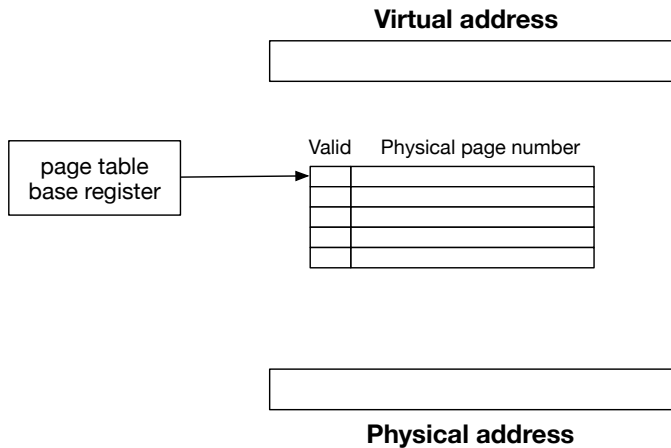 Virtual address
Valid Physical page number
page table
base register
Physical address